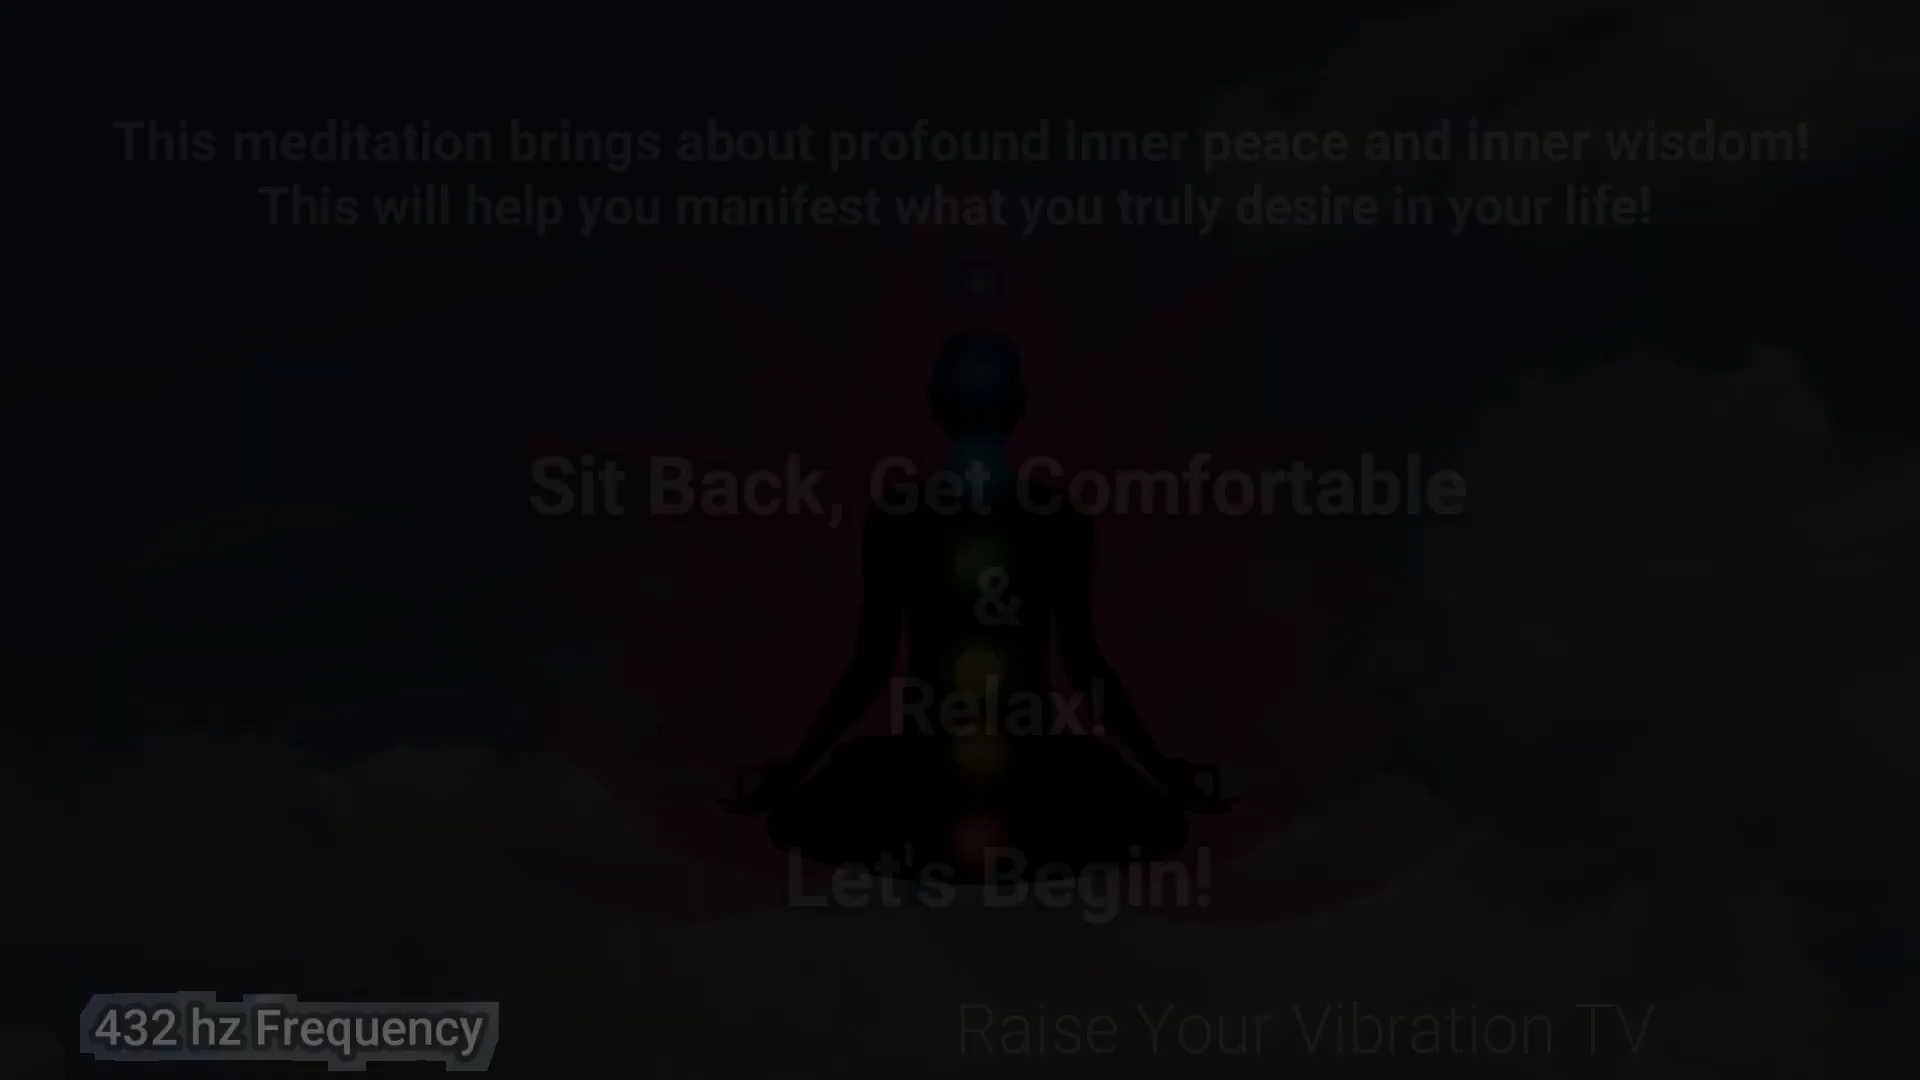 This meditation brings about profound inner peace and inner wisdom!
This will help you manifest what you truly desire in your life!
Sit Back, Get Comfortable
&
Relax!
Let's Begin!
432 hz Frequency
Raise Your Vibration TV